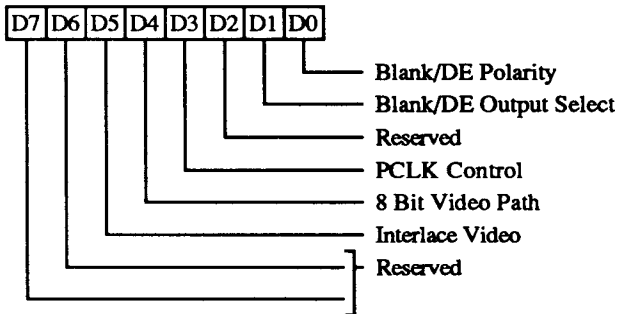 D7 D6 D5 D4 D3 D2 D1 D0
Blank/DE Polarity
Blank/DE Output Select
Reserved
PCLK Control
8 Bit Video Path
Interlace Video
Reserved